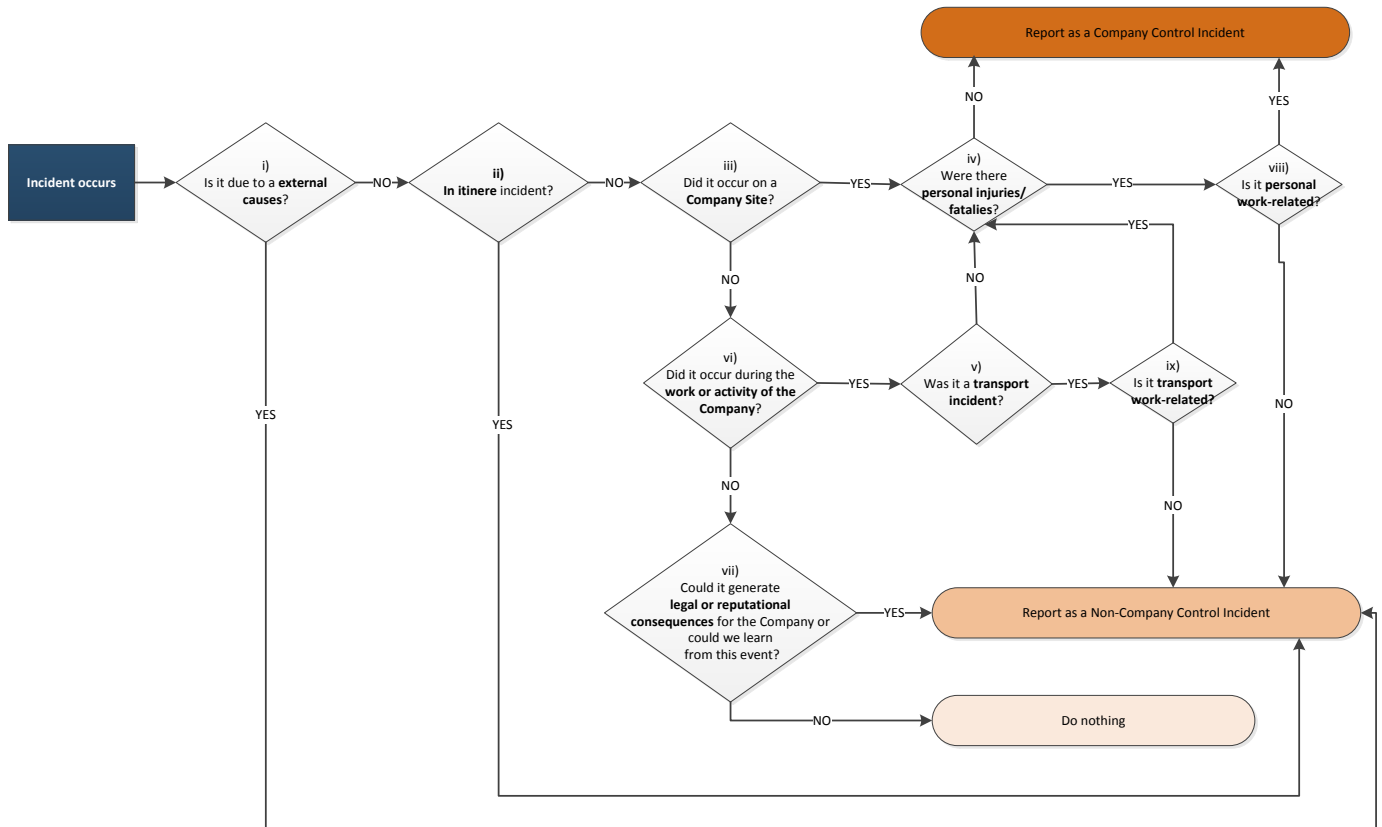 Report as a Company Control Incident
NO
YES
Incident occurs
i)
Is it due to a external
causes?
NO
ii)
In itinere incident?
NO
iii)
Did it occur on a
Company Site?
YES
iv)
Were there
personal injuries/
fatalies?
YES
viii)
Is it personal
work-related?
YES
NO
NO
vi)
Did it occur during the
work or activity of the
Company?
YES
v)
Was it a transport
incident?
YES
ix)
Is it transport
work-related?
NO
YES
YES
NO
NO
vii)
Could it generate
legal or reputational
consequences for the Company or
could we learn
from this event?
YES
Report as a Non-Company Control Incident
NO
Do nothing